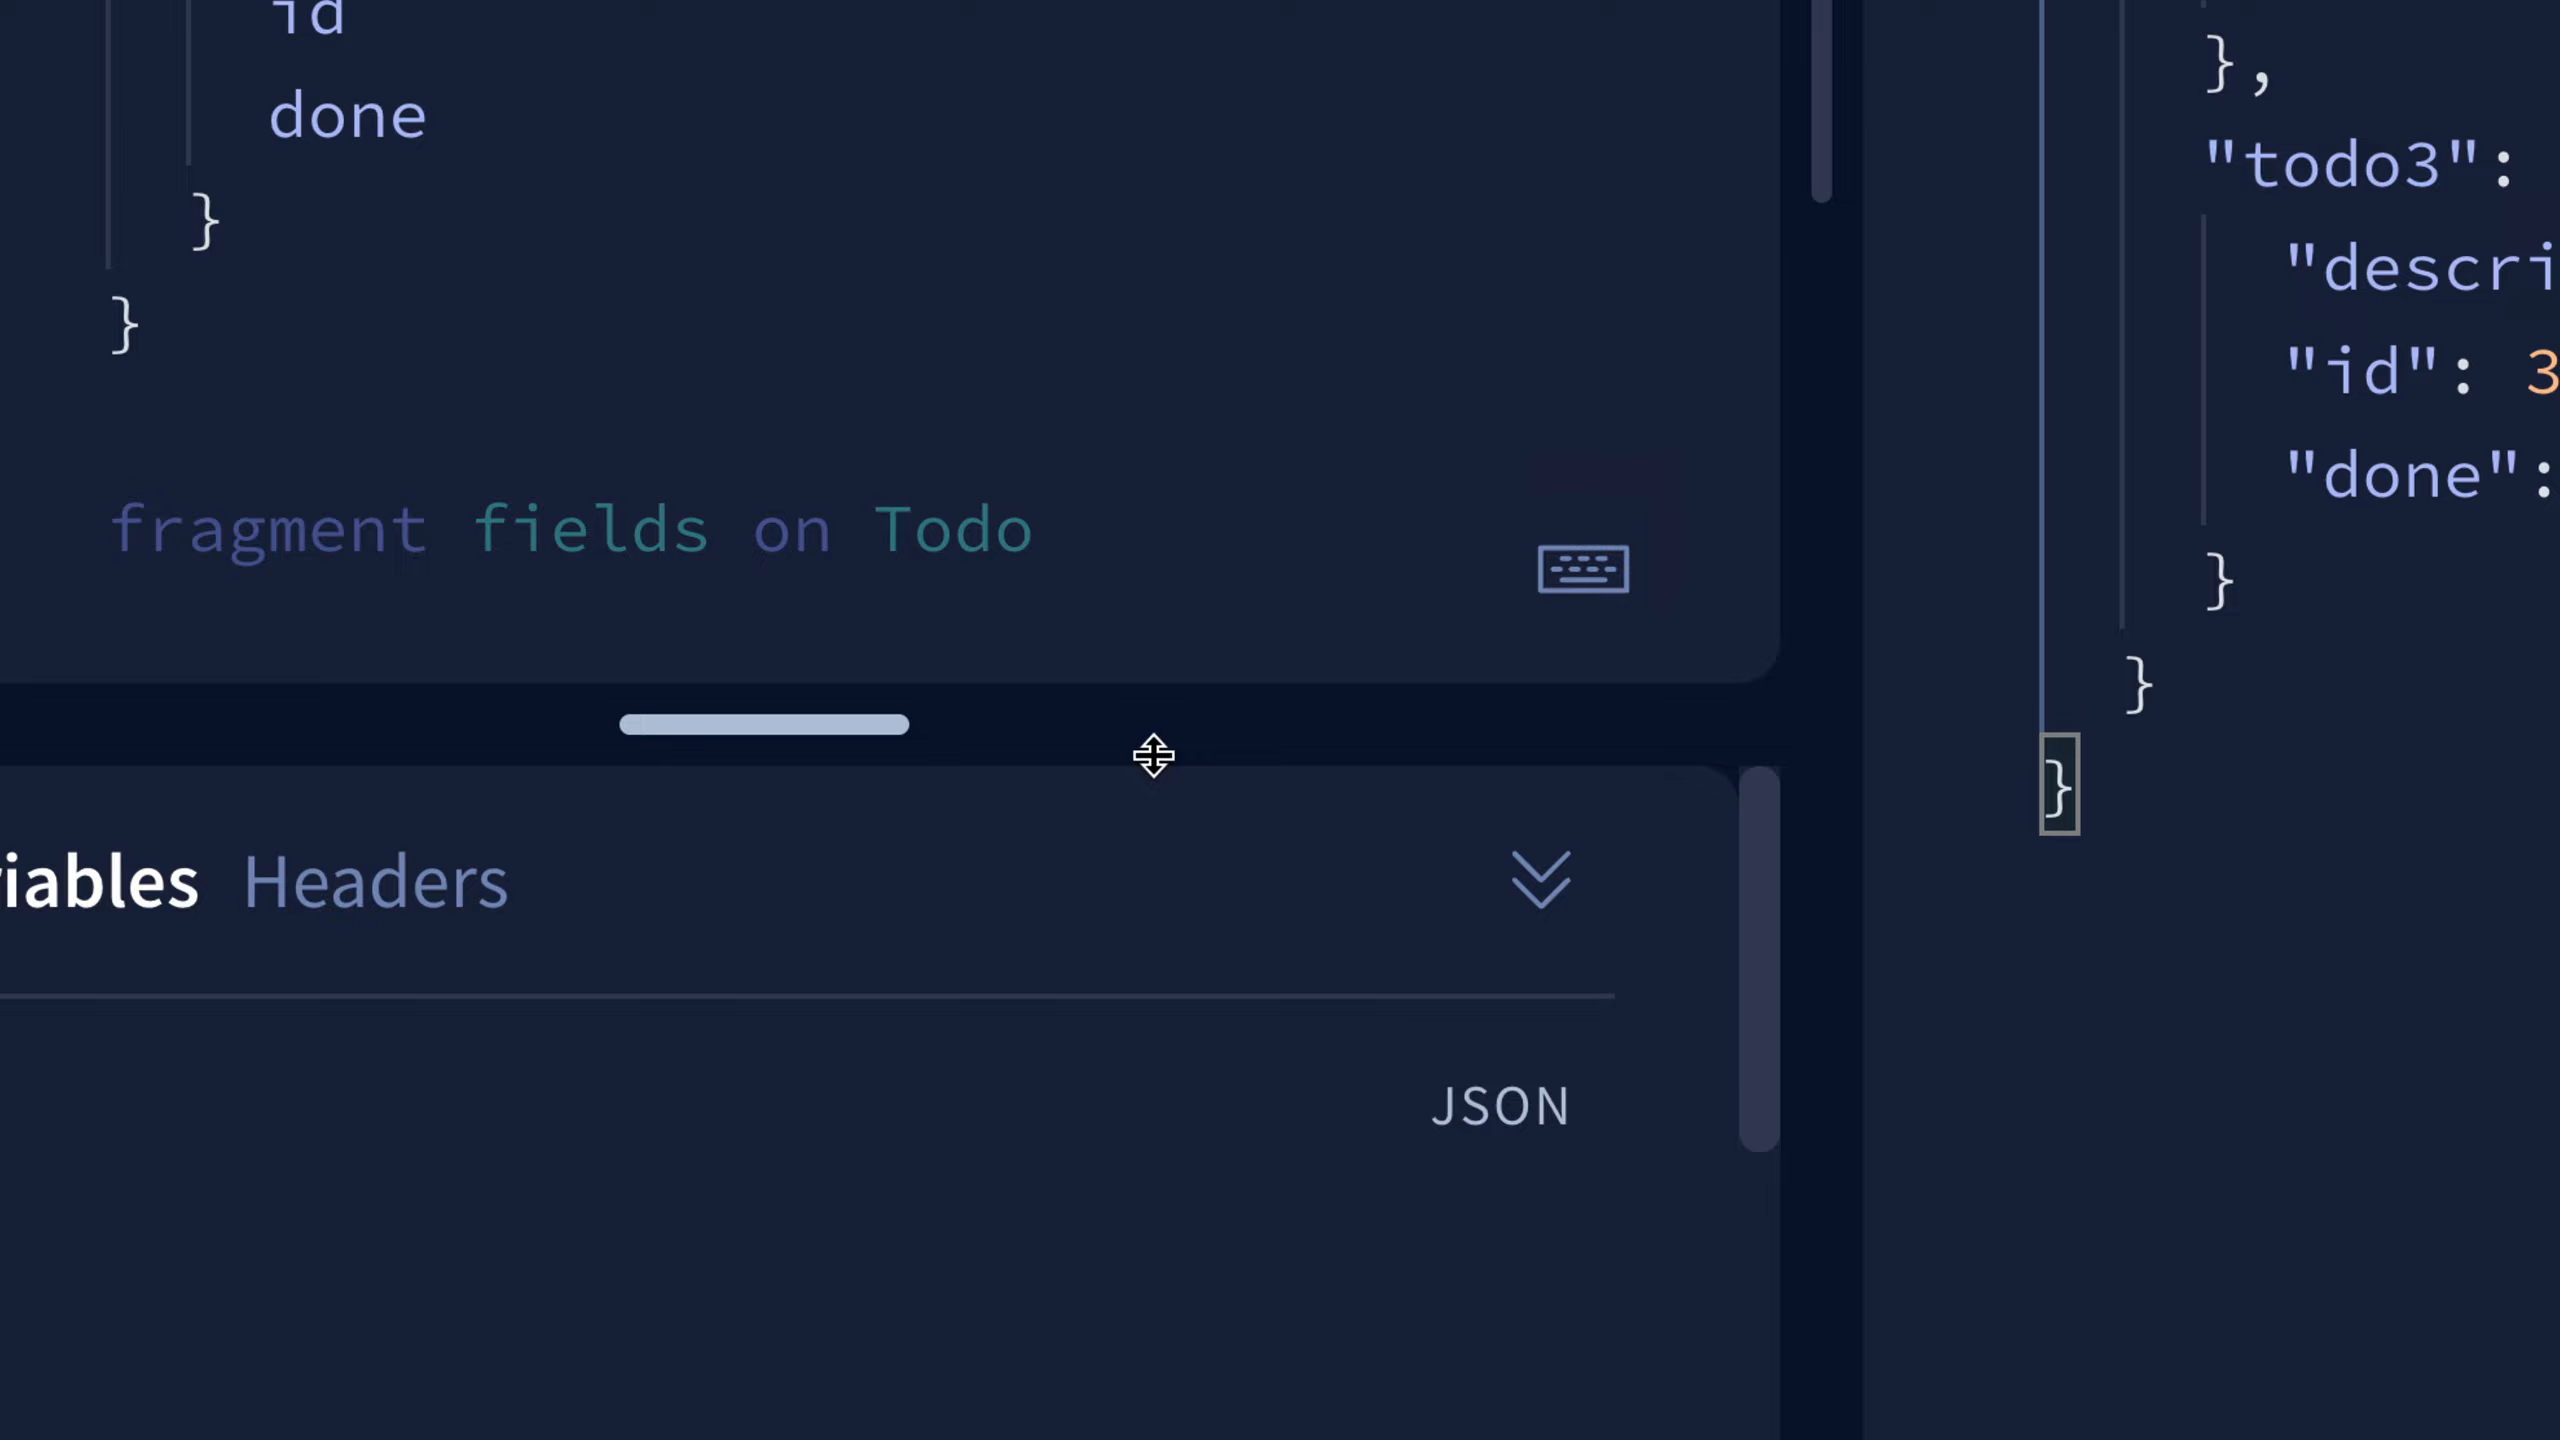 id
done
}
}
fragment fields on Todo
iables Headers
JSON
},
"todo3":
"descri
"id": 3
"done":
}
}
}